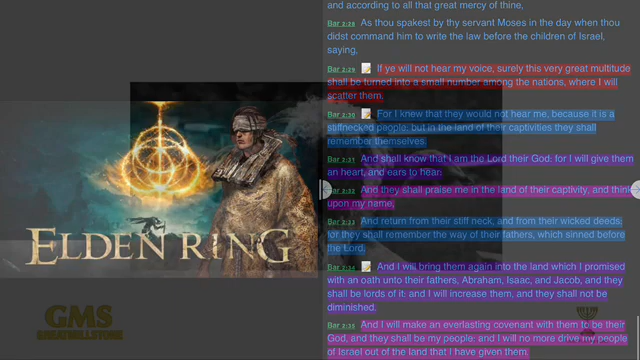 and according to all that great mercy of thine,
Bar 2:28 As thou spakest by thy servant Moses in the day when thou
didst command him to write the law before the children of Israel,
saying,
Bar 2:29 If ye will not hear my voice, surely this very great multitude
shall be turned into a small number among the nations, where I will
scatter them.
Bar 2:30 For I knew that they would not hear me, because it is a
stiffnecked people: but in the land of their captivities they shall
remember themselves.
Bar 2:31 And shall know that I am the Lord their God: for I will give them
an heart, and ears to hear:
Bar 2:32 And they shall praise me in the land of their captivity, and think
upon my name,
Bar 2:33 And return from their stiff neck, and from their wicked deeds:
for they shall remember the way of their fathers, which sinned before
the Lord.
Bar 2:34 And I will bring them again into the land which I promised
with an oath unto their fathers, Abraham, Isaac, and Jacob, and they
shall be lords of it: and I will increase them, and they shall not be
diminished.
Bar 2:35 And I will make an everlasting covenant with them to be their
God, and they shall be my people: and I will no more drive my people
of Israel out of the land that I have given them.
ELDEN RING
GMS